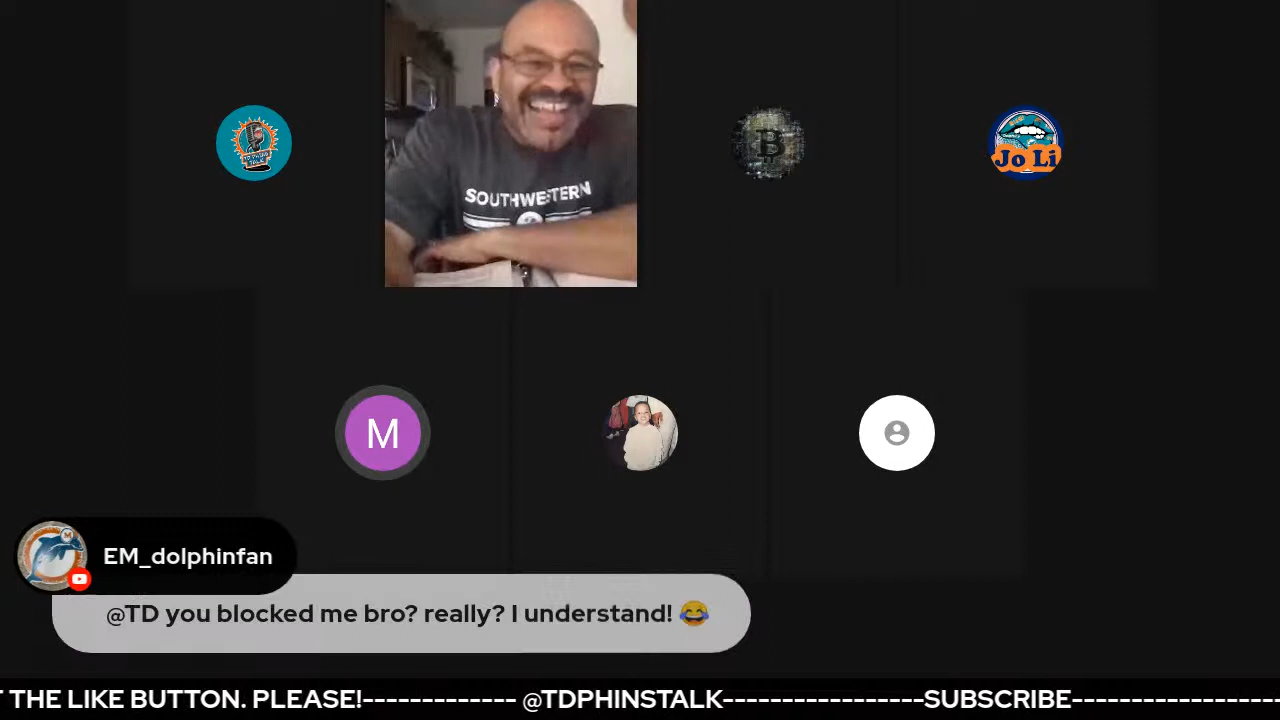 SOUTHWESTERN
B
Jo Li
M
EM_dolphinfan
@TD you blocked me bro? really? I understand! 😂
T THE LIKE BUTTON. PLEASE!------------- @TDPHINSTALK-----------------SUBSCRIBE------------------